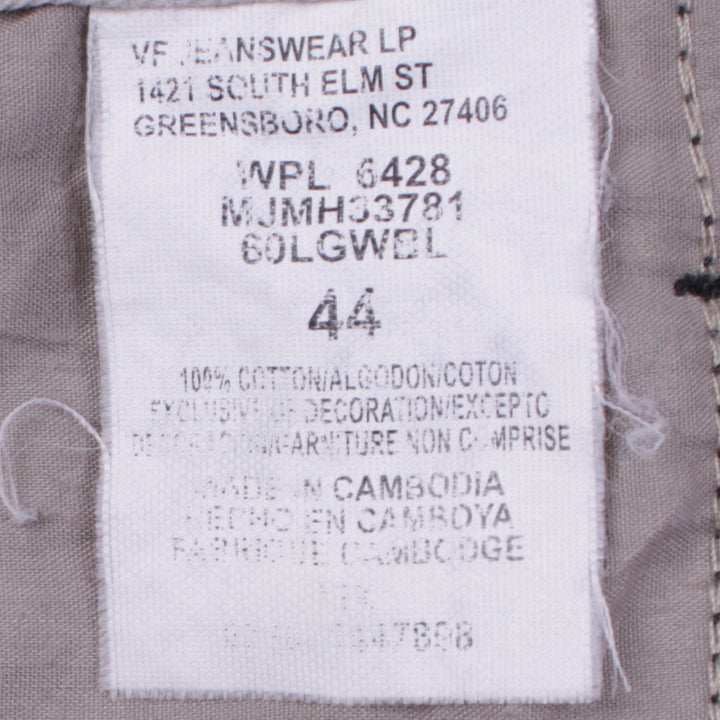 VF JEANSWEAR LP
1421 SOUTH ELM ST
GREENSBORO, NC 27406
WPL 6428
MJMH33781
60LGWBL
44
100% COTTON/ALGODON/COTON
EXCLUSIVE OF DECORATION/EXCEPTO
DECORACION/GARNITURE NON COMPRISE
MADE IN CAMBODIA
HECHO EN CAMBOYA
FABRIQUE CAMBODGE